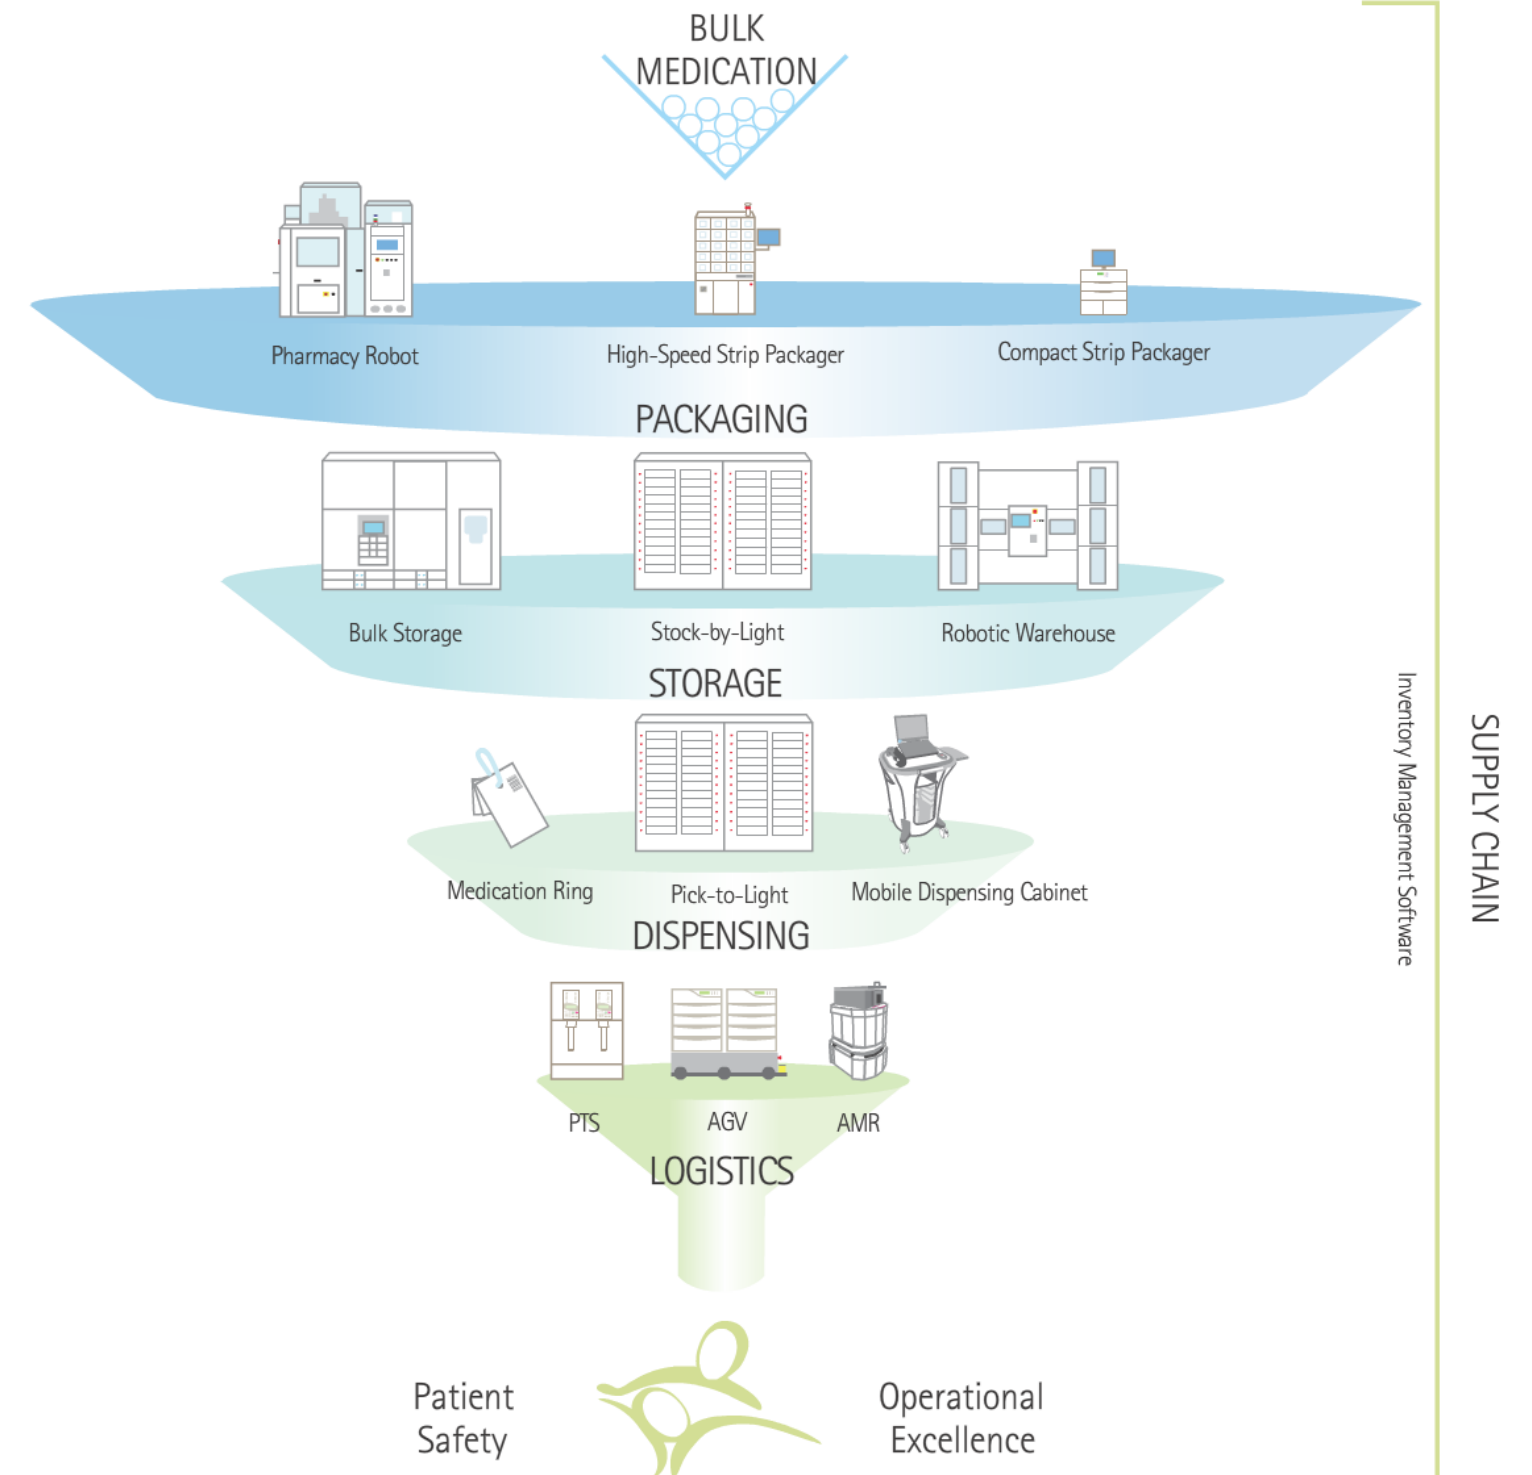 BULK
MEDICATION
Pharmacy Robot
High-Speed Strip Packager
Compact Strip Packager
PACKAGING
Bulk Storage
Stock-by-Light
Robotic Warehouse
STORAGE
Medication Ring
Pick-to-Light
Mobile Dispensing Cabinet
DISPENSING
PTS
AGV
AMR
LOGISTICS
Patient
Safety
Operational
Excellence
Inventory Management Software
SUPPLY CHAIN